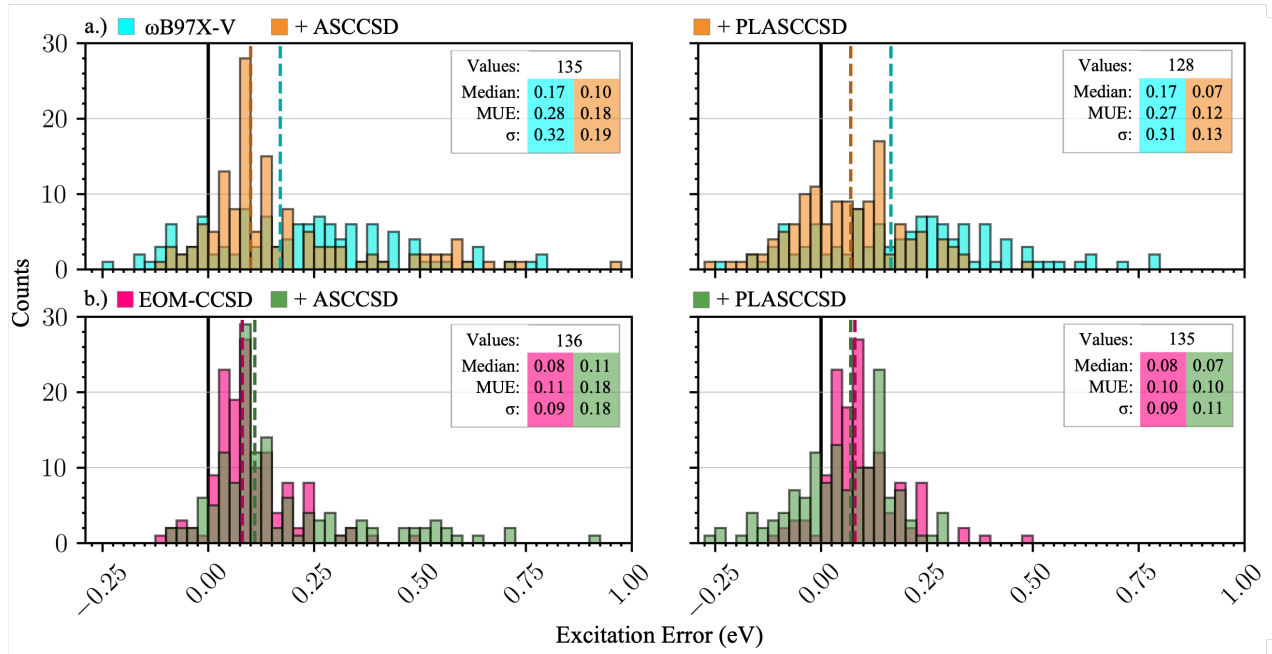 a.) ωB97X-V + ASCCSD + PLASCCSD
30
20
10
0
Values: 135
Median: 0.17 0.10
MUE: 0.28 0.18
σ: 0.32 0.19
Values: 128
Median: 0.17 0.07
MUE: 0.27 0.12
σ: 0.31 0.13
Counts
b.) EOM-CCSD + ASCCSD + PLASCCSD
30
20
10
0
Values: 136
Median: 0.08 0.11
MUE: 0.11 0.18
σ: 0.09 0.18
Values: 135
Median: 0.08 0.07
MUE: 0.10 0.10
σ: 0.09 0.11
−0.25 0.00 0.25 0.50 0.75 1.00 −0.25 0.00 0.25 0.50 0.75 1.00
Excitation Error (eV)